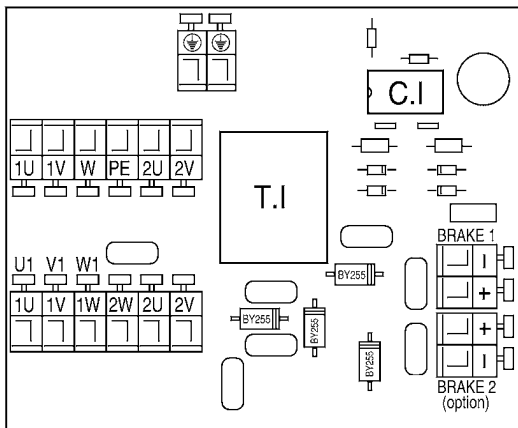 C.I
1U 1V W PE 2U 2V
T.I
BRAKE 1
U1 V1 W1
1U 1V 1W 2W 2U 2V
BY255
BY255
BY255
BY255
I
+
+
I
BRAKE 2
(option)